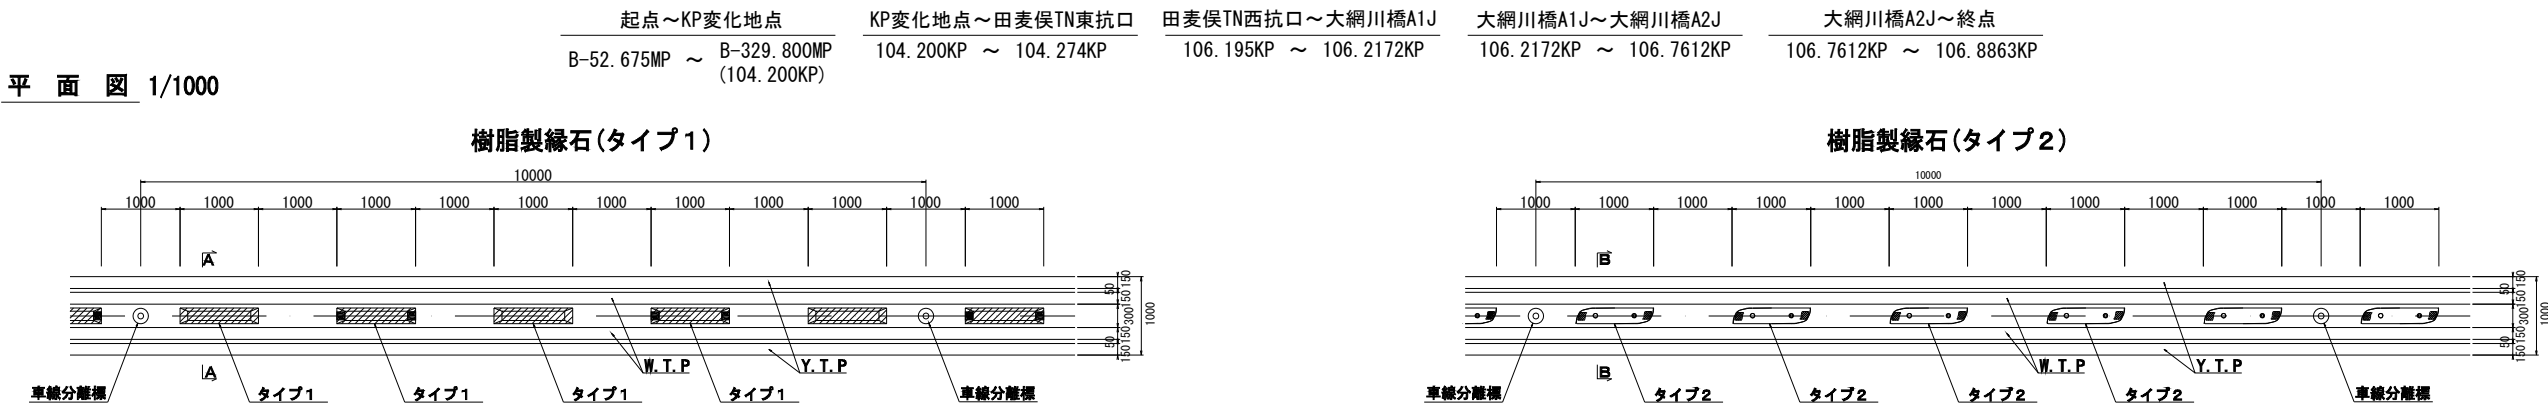 起点～KP変化地点
B-52.675MP ～ B-329.800MP
(104.200KP)
KP変化地点～田麦俣TN東抗口
104.200KP ～ 104.274KP
田麦俣TN西抗口～大網川橋A1J
106.195KP ～ 106.2172KP
大網川橋A1J～大網川橋A2J
106.2172KP ～ 106.7612KP
大網川橋A2J～終点
106.7612KP ～ 106.8863KP
平 面 図 1/1000
樹脂製縁石(タイプ1)
10000
1000 1000 1000 1000 1000 1000 1000 1000 1000 1000 1000 1000
A
150
50
150
300
150
50
150
1000
A
W.T.P
Y.T.P
車線分離標
タイプ1
タイプ1
タイプ1
タイプ1
車線分離標
樹脂製縁石(タイプ2)
10000
1000 1000 1000 1000 1000 1000 1000 1000 1000 1000 1000 1000
B
150
50
150
300
150
50
150
1000
B
W.T.P
Y.T.P
車線分離標
タイプ2
タイプ2
タイプ2
タイプ2
車線分離標